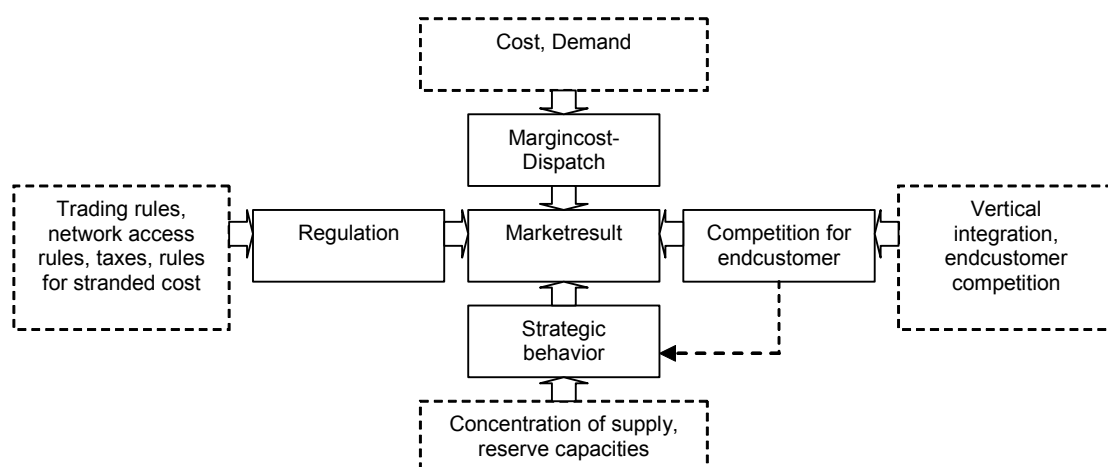 Cost, Demand
Margincost-
Dispatch
Trading rules,
network access
rules, taxes, rules
for stranded cost
Regulation
Marketresult
Competition for
endcustomer
Vertical
integration,
endcustomer
competition
Strategic
behavior
Concentration of supply,
reserve capacities